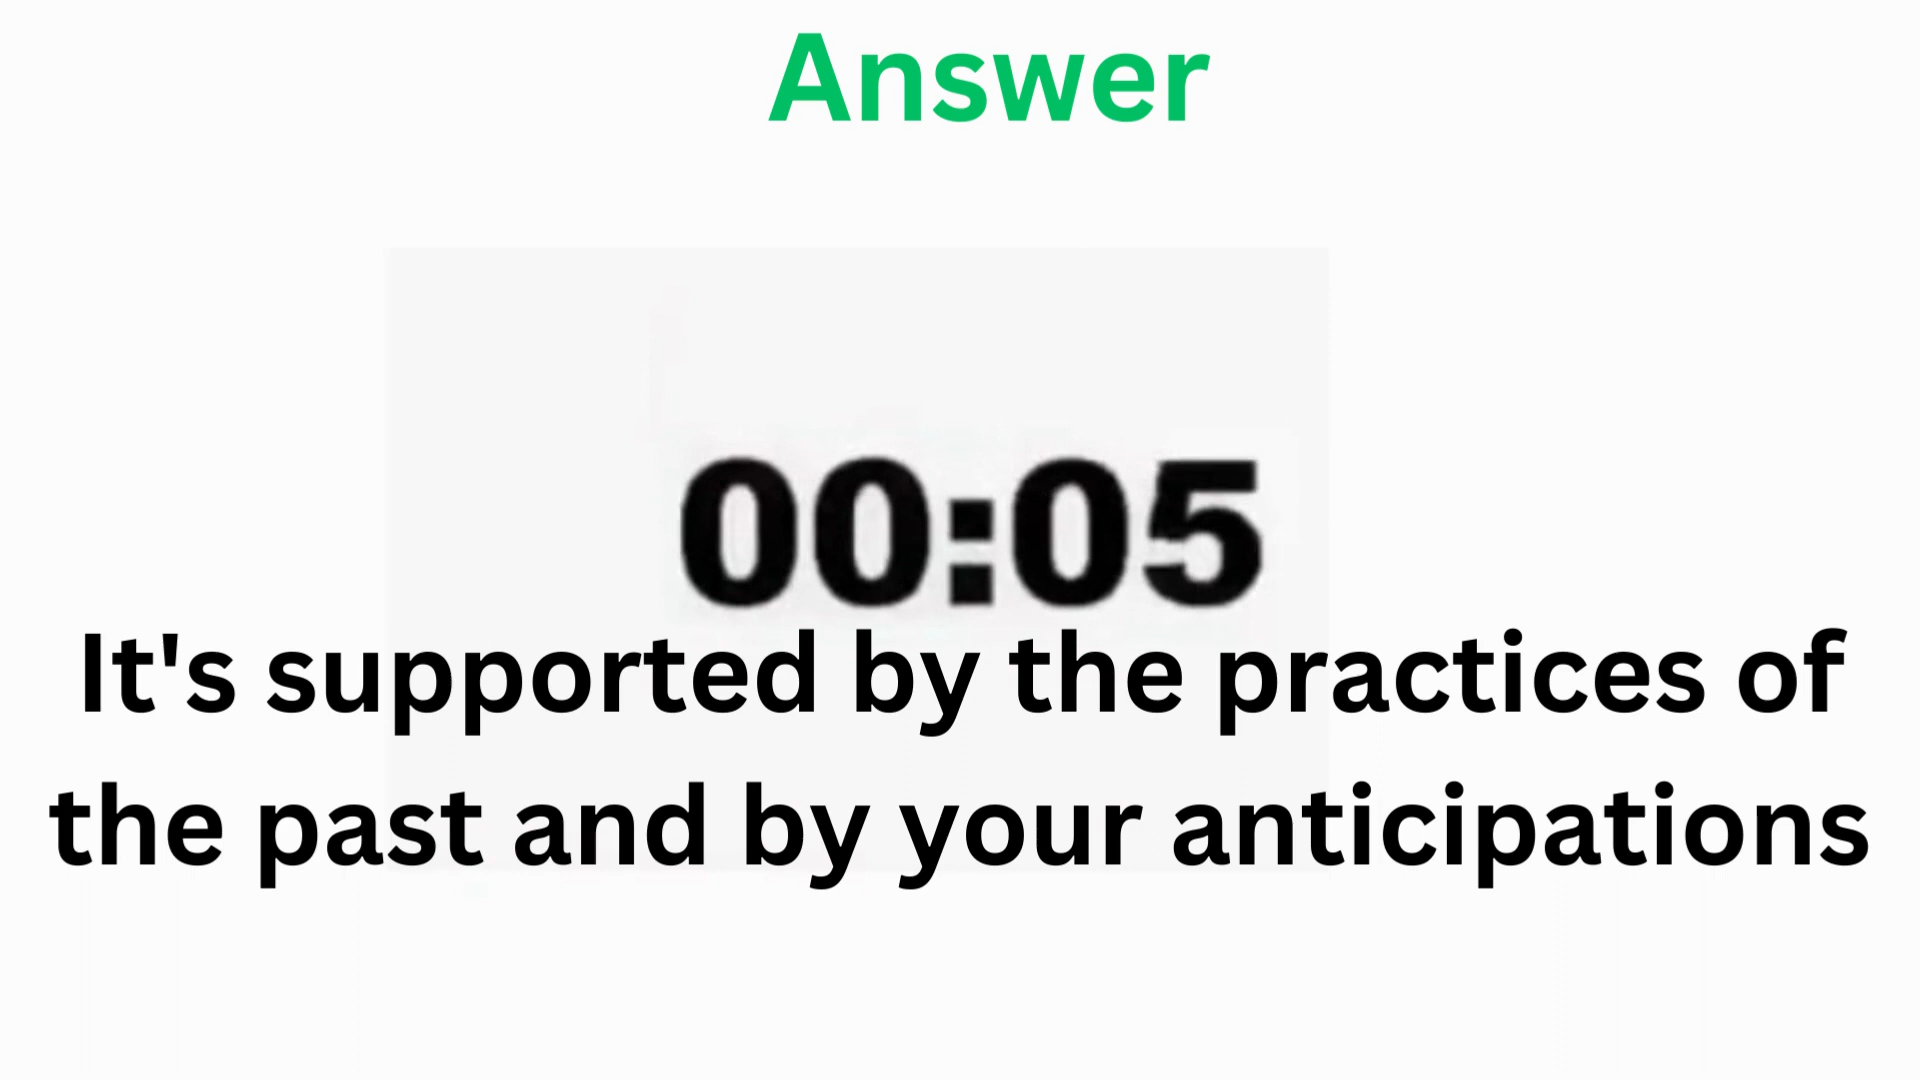 Answer
00:05
It's supported by the practices of
the past and by your anticipations